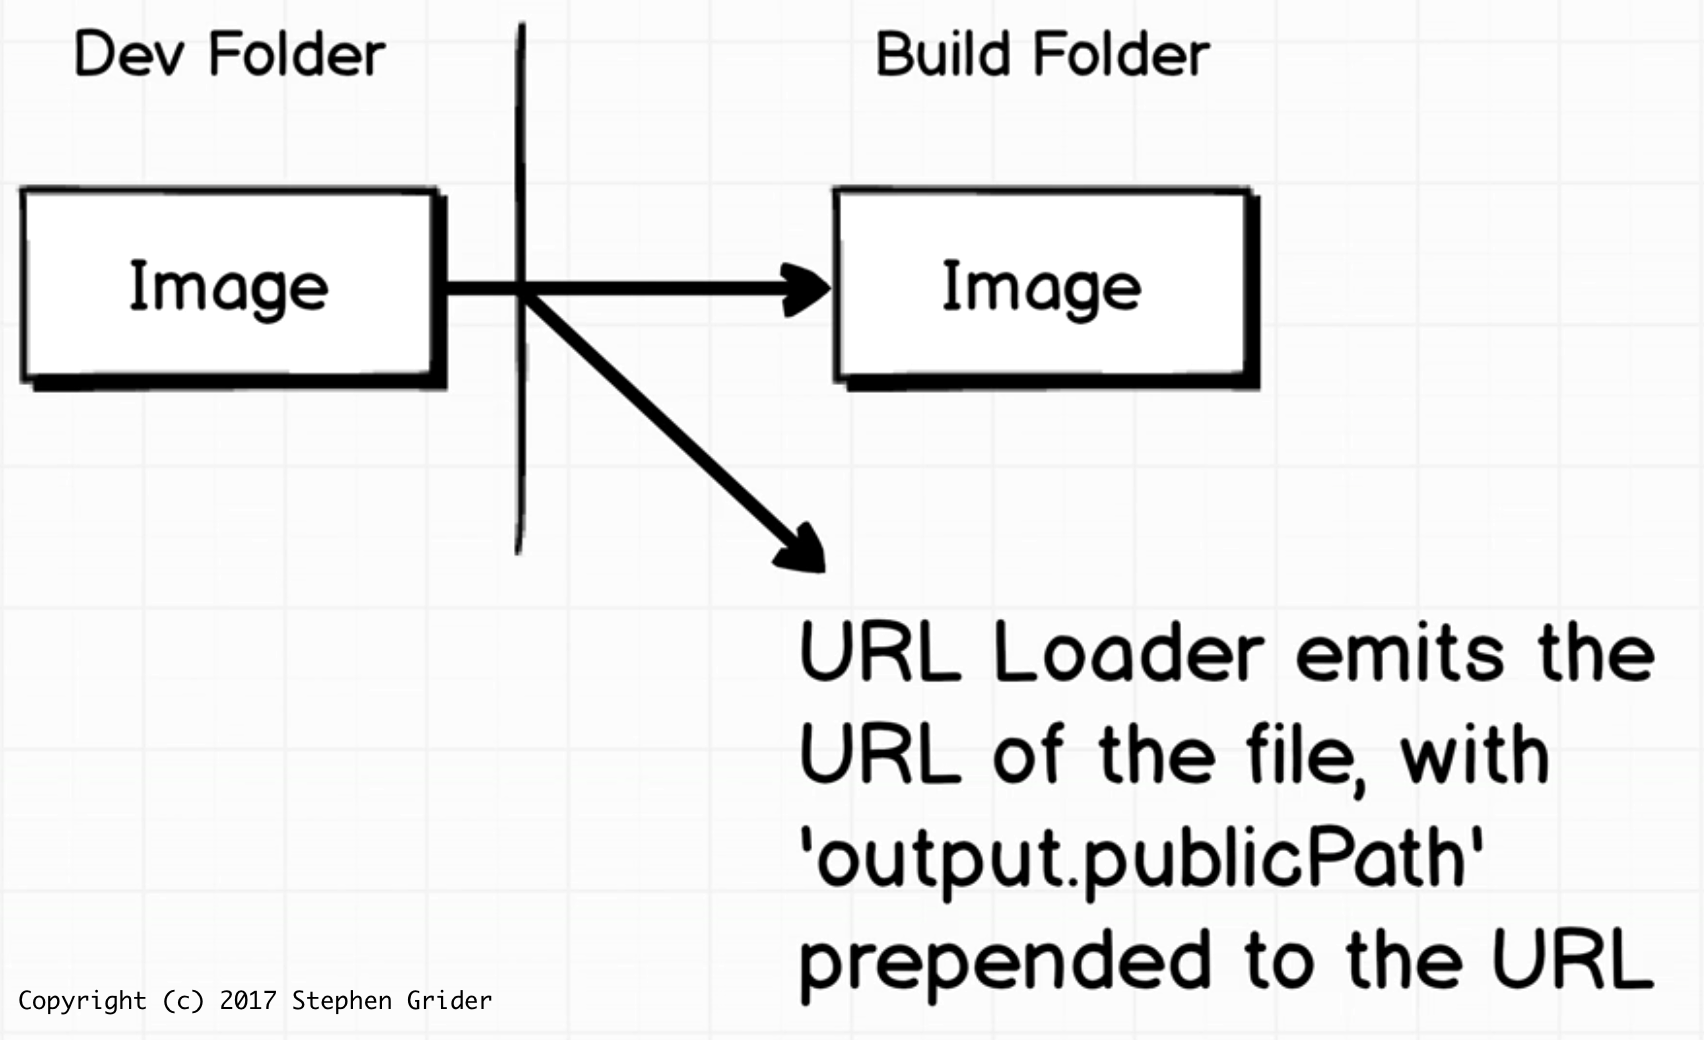 Dev Folder
Build Folder
Image
Image
URL Loader emits the
URL of the file, with
'output.publicPath'
prepended to the URL
Copyright (c) 2017 Stephen Grider